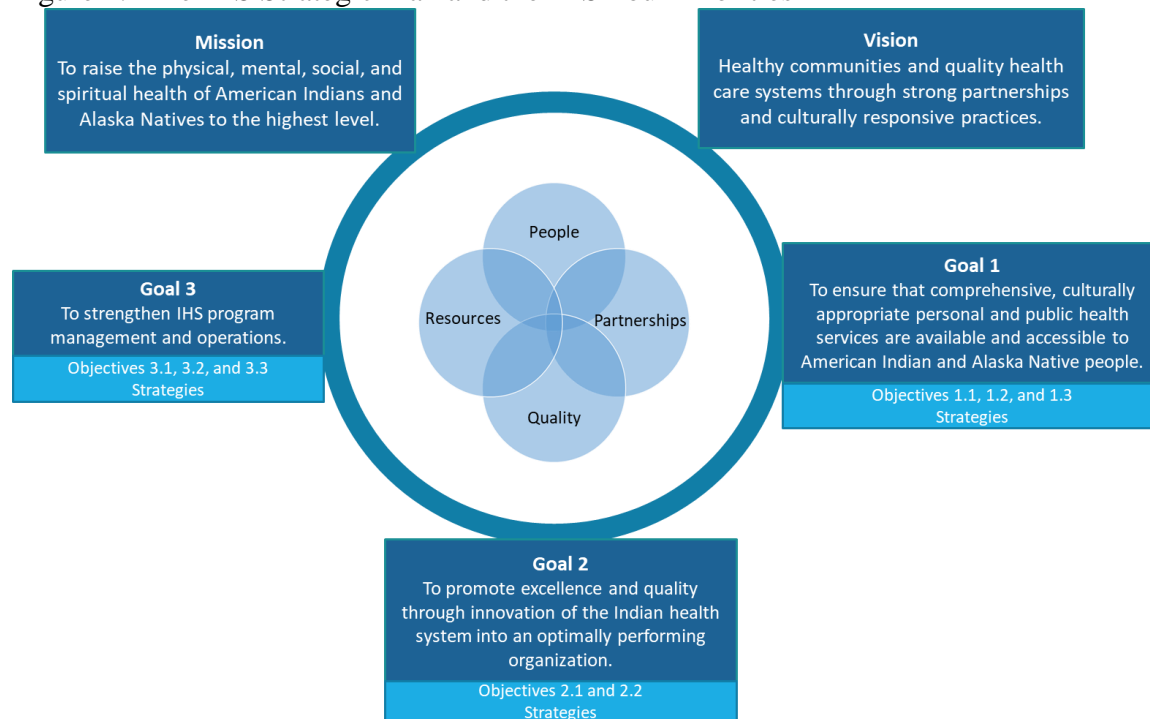 Mission
To raise the physical, mental, social, and
spiritual health of American Indians and
Alaska Natives to the highest level.
Vision
Healthy communities and quality health
care systems through strong partnerships
and culturally responsive practices.
People
Resources
Partnerships
Quality
Goal 1
To ensure that comprehensive, culturally
appropriate personal and public health
services are available and accessible to
American Indian and Alaska Native people.
Objectives 1.1, 1.2, and 1.3
Strategies
Goal 3
To strengthen IHS program
management and operations.
Objectives 3.1, 3.2, and 3.3
Strategies
Goal 2
To promote excellence and quality
through innovation of the Indian health
system into an optimally performing
organization.
Objectives 2.1 and 2.2
Strategies